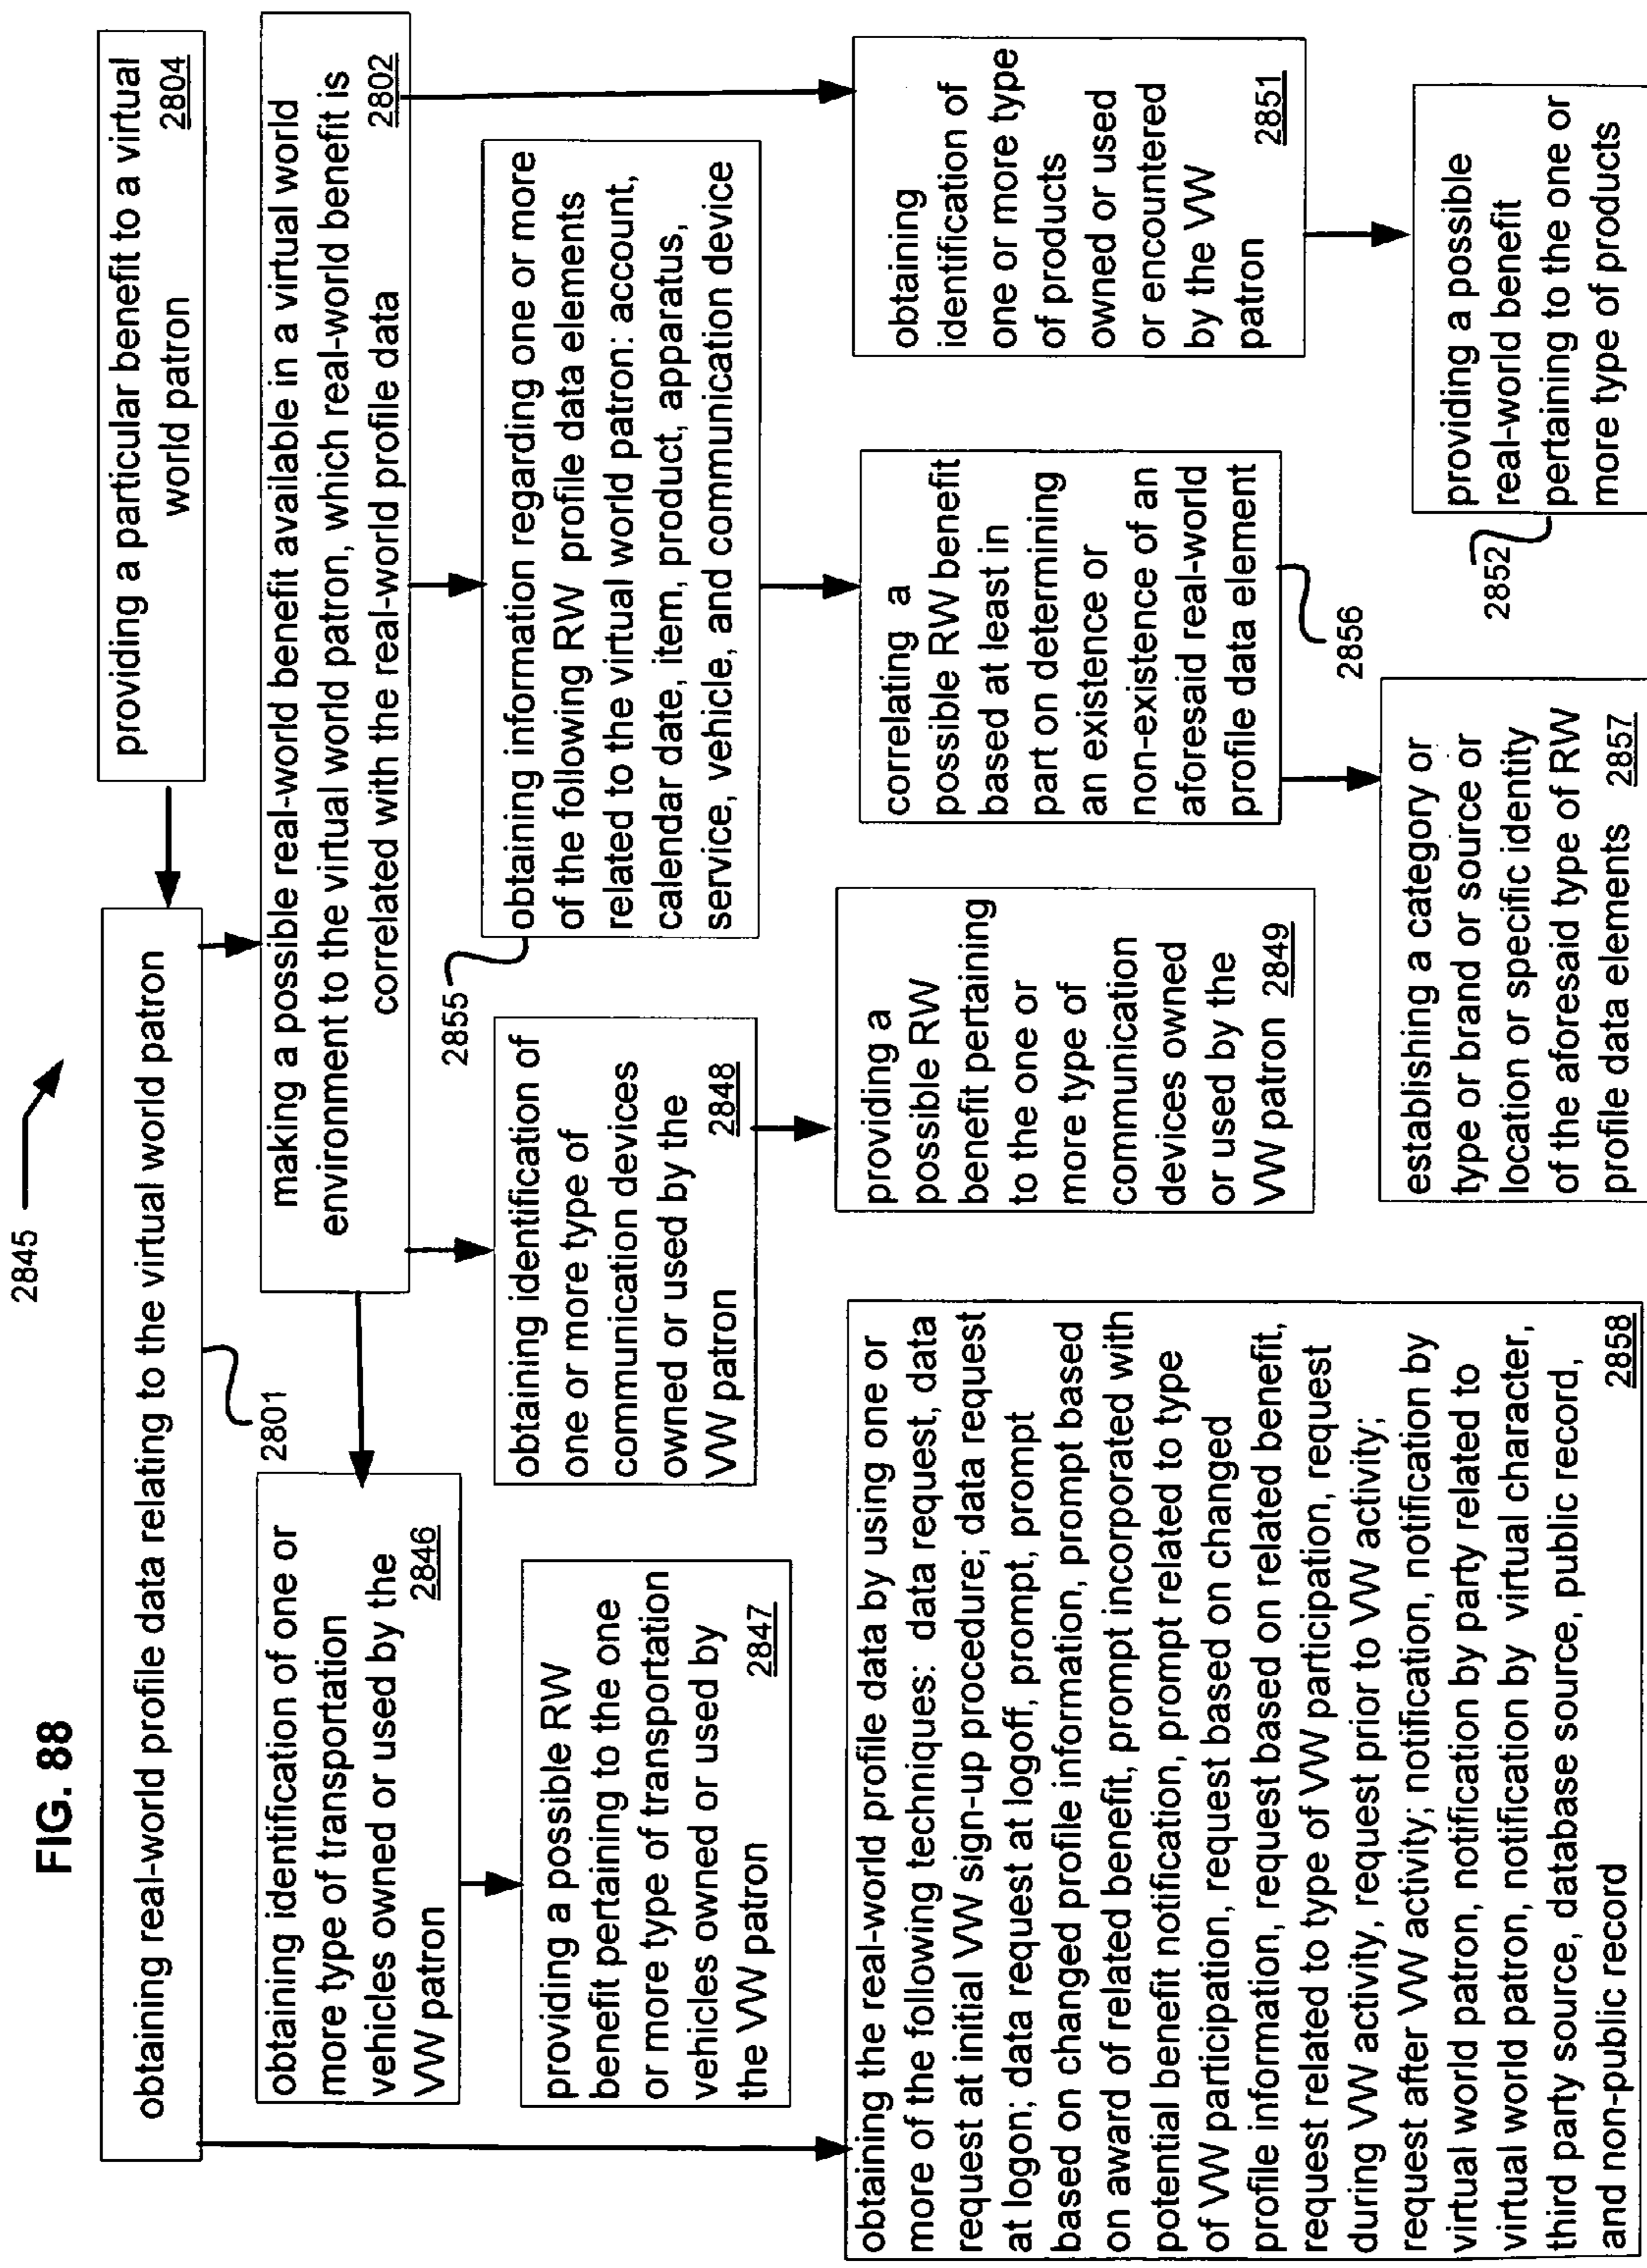 FIG. 88
2845
providing a particular benefit to a virtual
world patron
2804
obtaining real-world profile data relating to the virtual world patron
2801
making a possible real-world benefit available in a virtual world
environment to the virtual world patron, which real-world benefit is
correlated with the real-world profile data
2802
obtaining identification of one or
more type of transportation
vehicles owned or used by the
VW patron
2846
providing a possible RW
benefit pertaining to the one
or more type of transportation
vehicles owned or used by
the VW patron
2847
obtaining identification of
one or more type of
communication devices
owned or used by the
VW patron
2848
providing a
possible RW
benefit pertaining
to the one or
more type of
communication
devices owned
or used by the
VW patron 2849
2855
obtaining information regarding one or more
of the following RW profile data elements
related to the virtual world patron: account,
calendar date, item, product, apparatus,
service, vehicle, and communication device
correlating a
possible RW benefit
based at least in
part on determining
an existence or
non-existence of an
aforesaid real-world
profile data element
2856
establishing a category or
type or brand or source or
location or specific identity
of the aforesaid type of RW
profile data elements 2857
obtaining
identification of
one or more type
of products
owned or used
or encountered
by the VW
patron
2851
providing a possible
real-world benefit
pertaining to the one or
more type of products
2852
obtaining the real-world profile data by using one or
more of the following techniques: data request, data
request at initial VW sign-up procedure; data request
at logon; data request at logoff, prompt, prompt
based on changed profile information, prompt based
on award of related benefit, prompt incorporated with
potential benefit notification, prompt related to type
of VW participation, request based on changed
profile information, request based on related benefit,
request related to type of VW participation, request
during VW activity, request prior to VW activity;
request after VW activity; notification, notification by
virtual world patron, notification by party related to
virtual world patron, notification by virtual character,
third party source, database source, public record,
and non-public record
2858